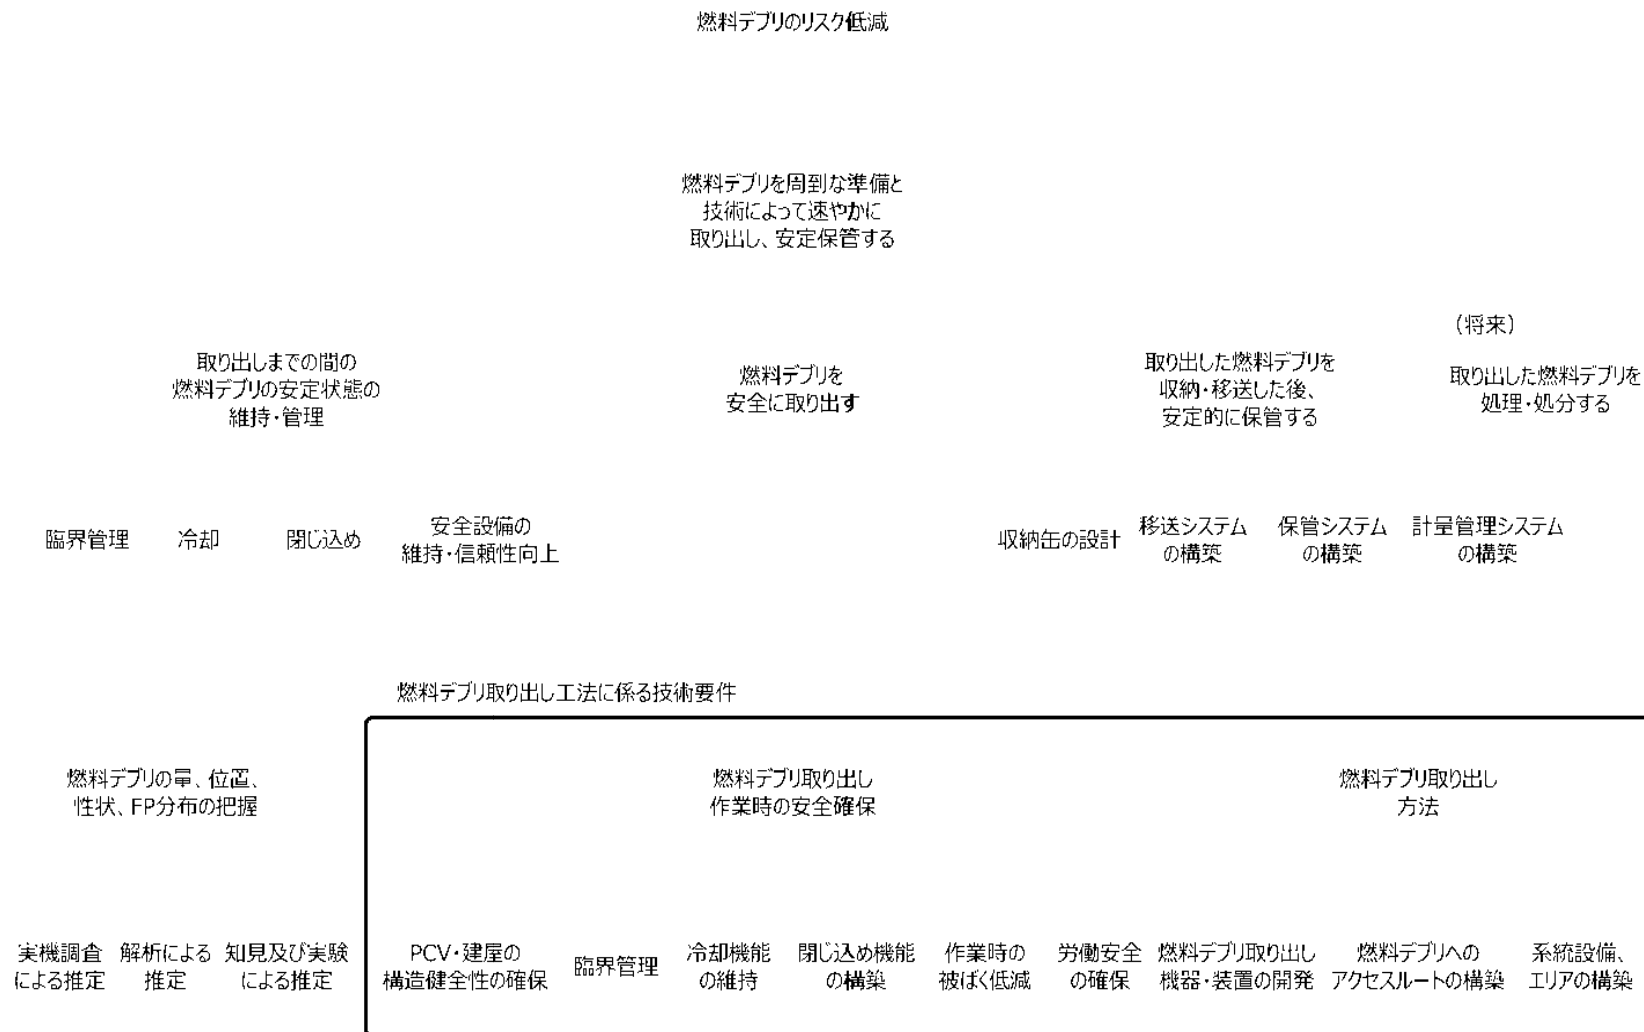 燃料デブリのリスク低減
燃料デブリを周到な準備と
技術によって速やかに
取り出し、安定保管する
取り出しまでの間の
燃料デブリの安定状態の
維持・管理
燃料デブリを
安全に取り出す
取り出した燃料デブリを
収納・移送した後、
安定的に保管する
（将来）
取り出した燃料デブリを
処理・処分する
臨界管理
冷却
閉じ込め
安全設備の
維持・信頼性向上
収納缶の設計
移送システム
の構築
保管システム
の構築
計量管理システム
の構築
燃料デブリ取り出し工法に係る技術要件
燃料デブリの量、位置、
性状、FP分布の把握
燃料デブリ取り出し
作業時の安全確保
燃料デブリ取り出し
方法
実機調査
による推定
解析による
推定
知見及び実験
による推定
PCV・建屋の
構造健全性の確保
臨界管理
冷却機能
の維持
閉じ込め機能
の構築
作業時の
被ばく低減
労働安全
の確保
燃料デブリ取り出し
機器・装置の開発
燃料デブリへの
アクセスルートの構築
系統設備、
エリアの構築